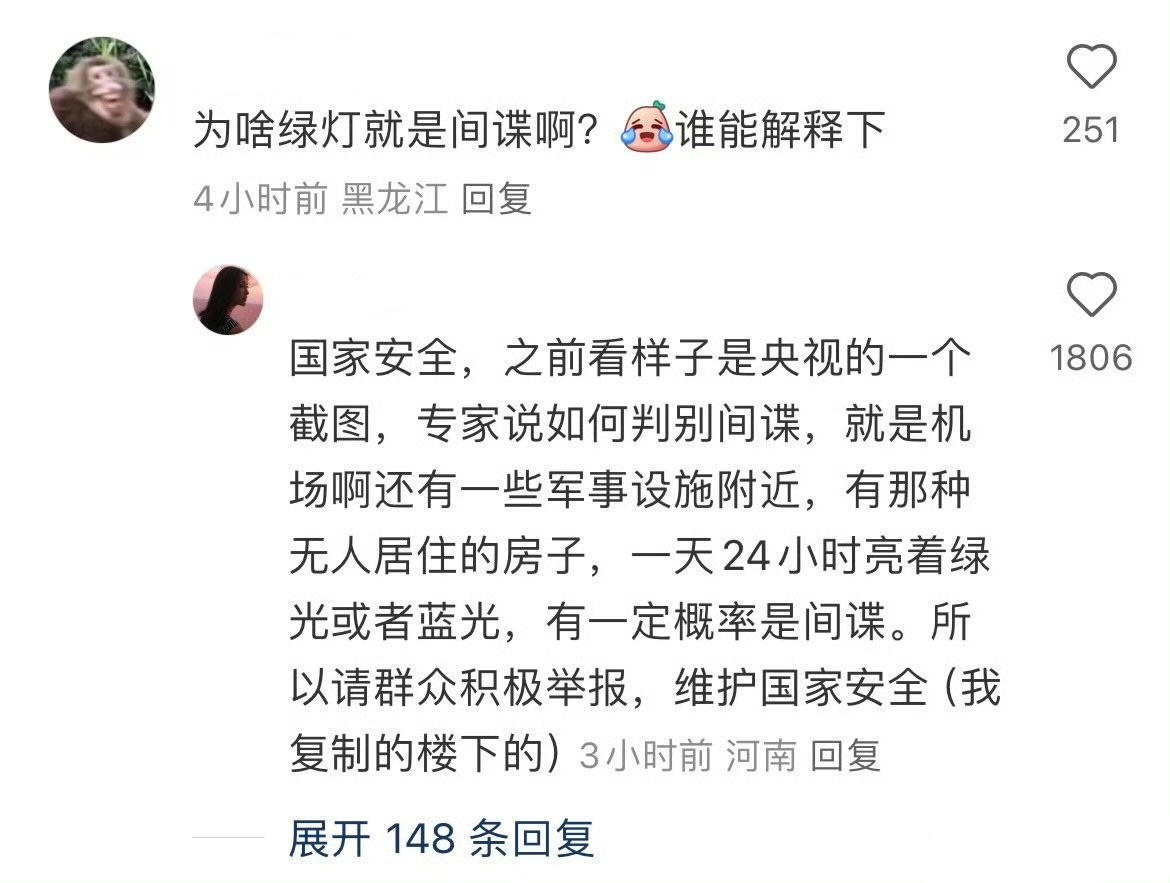 为啥绿灯就是间谍啊？谁能解释下
251
4小时前 黑龙江 回复
国家安全，之前看样子是央视的一个
1806
截图，专家说如何判别间谍，就是机
场啊还有一些军事设施附近，有那种
无人居住的房子，一天24小时亮着绿
光或者蓝光，有一定概率是间谍。所
以请群众积极举报，维护国家安全（我
复制的楼下的）3小时前 河南 回复
展开 148 条回复